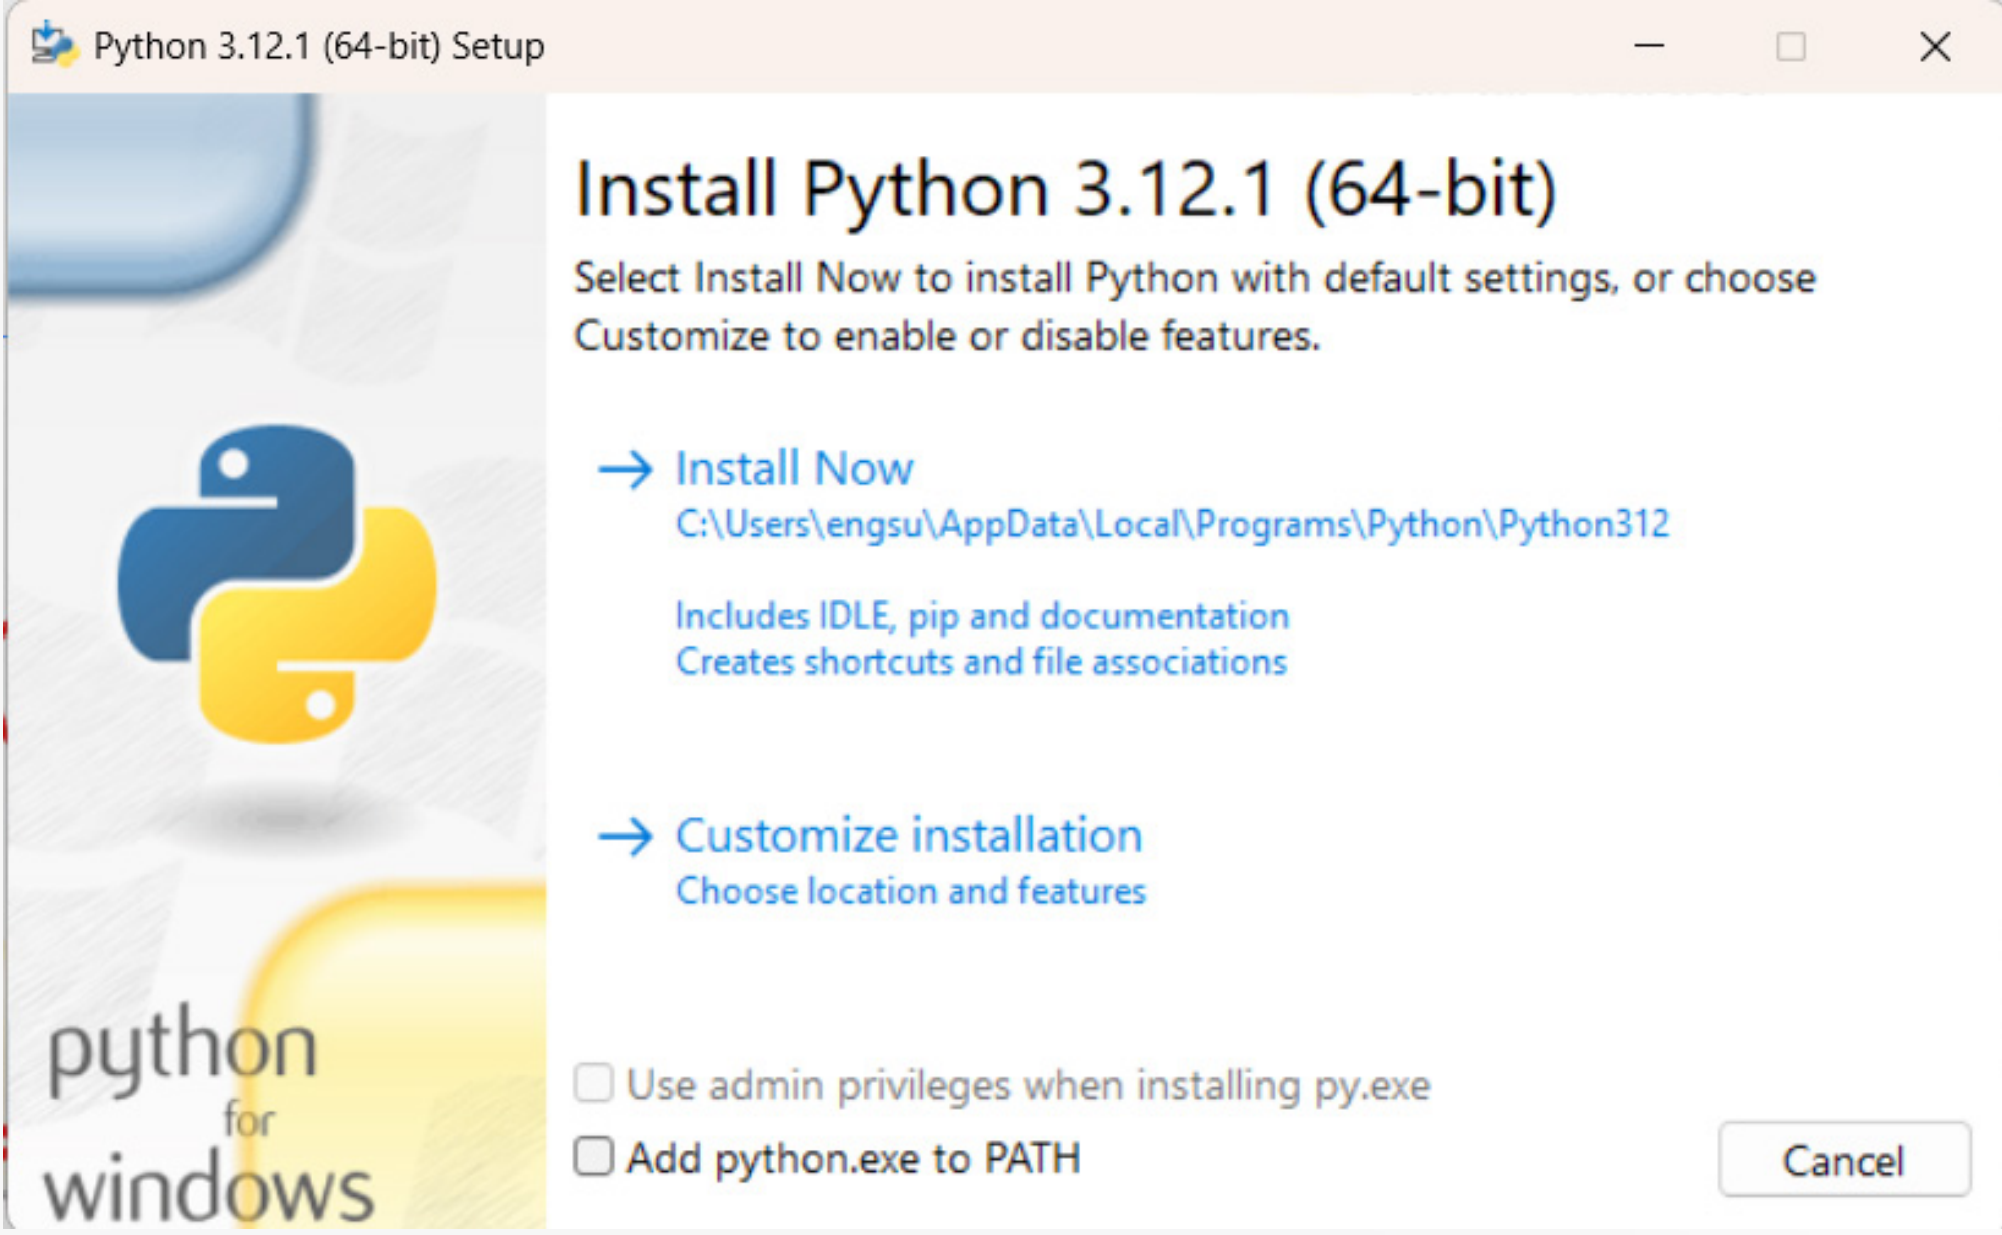 Python 3.12.1 (64-bit) Setup
Install Python 3.12.1 (64-bit)
Select Install Now to install Python with default settings, or choose
Customize to enable or disable features.
Install Now
C:\Users\engsu\AppData\Local\Programs\Python\Python312
Includes IDLE, pip and documentation
Creates shortcuts and file associations
Customize installation
Choose location and features
python
for
windows
Use admin privileges when installing py.exe
Add python.exe to PATH
Cancel